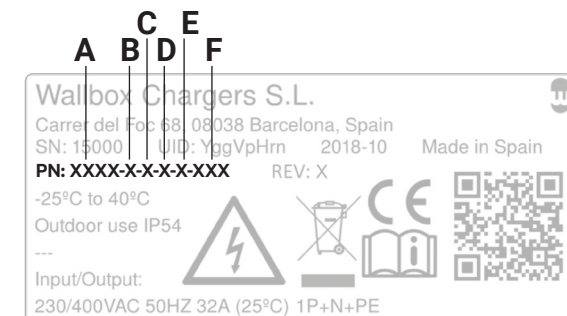 C E
A B D F
Wallbox Chargers S.L.
Carrer del Foc 68, 08038 Barcelona, Spain
SN: 15000 UID: YggVpHrn 2018-10 Made in Spain
PN: XXXX-X-X-X-X-XXX REV: X
-25ºC to 40ºC
Outdoor use IP54
---
Input/Output:
230/400VAC 50HZ 32A (25ºC) 1P+N+PE
CE
i